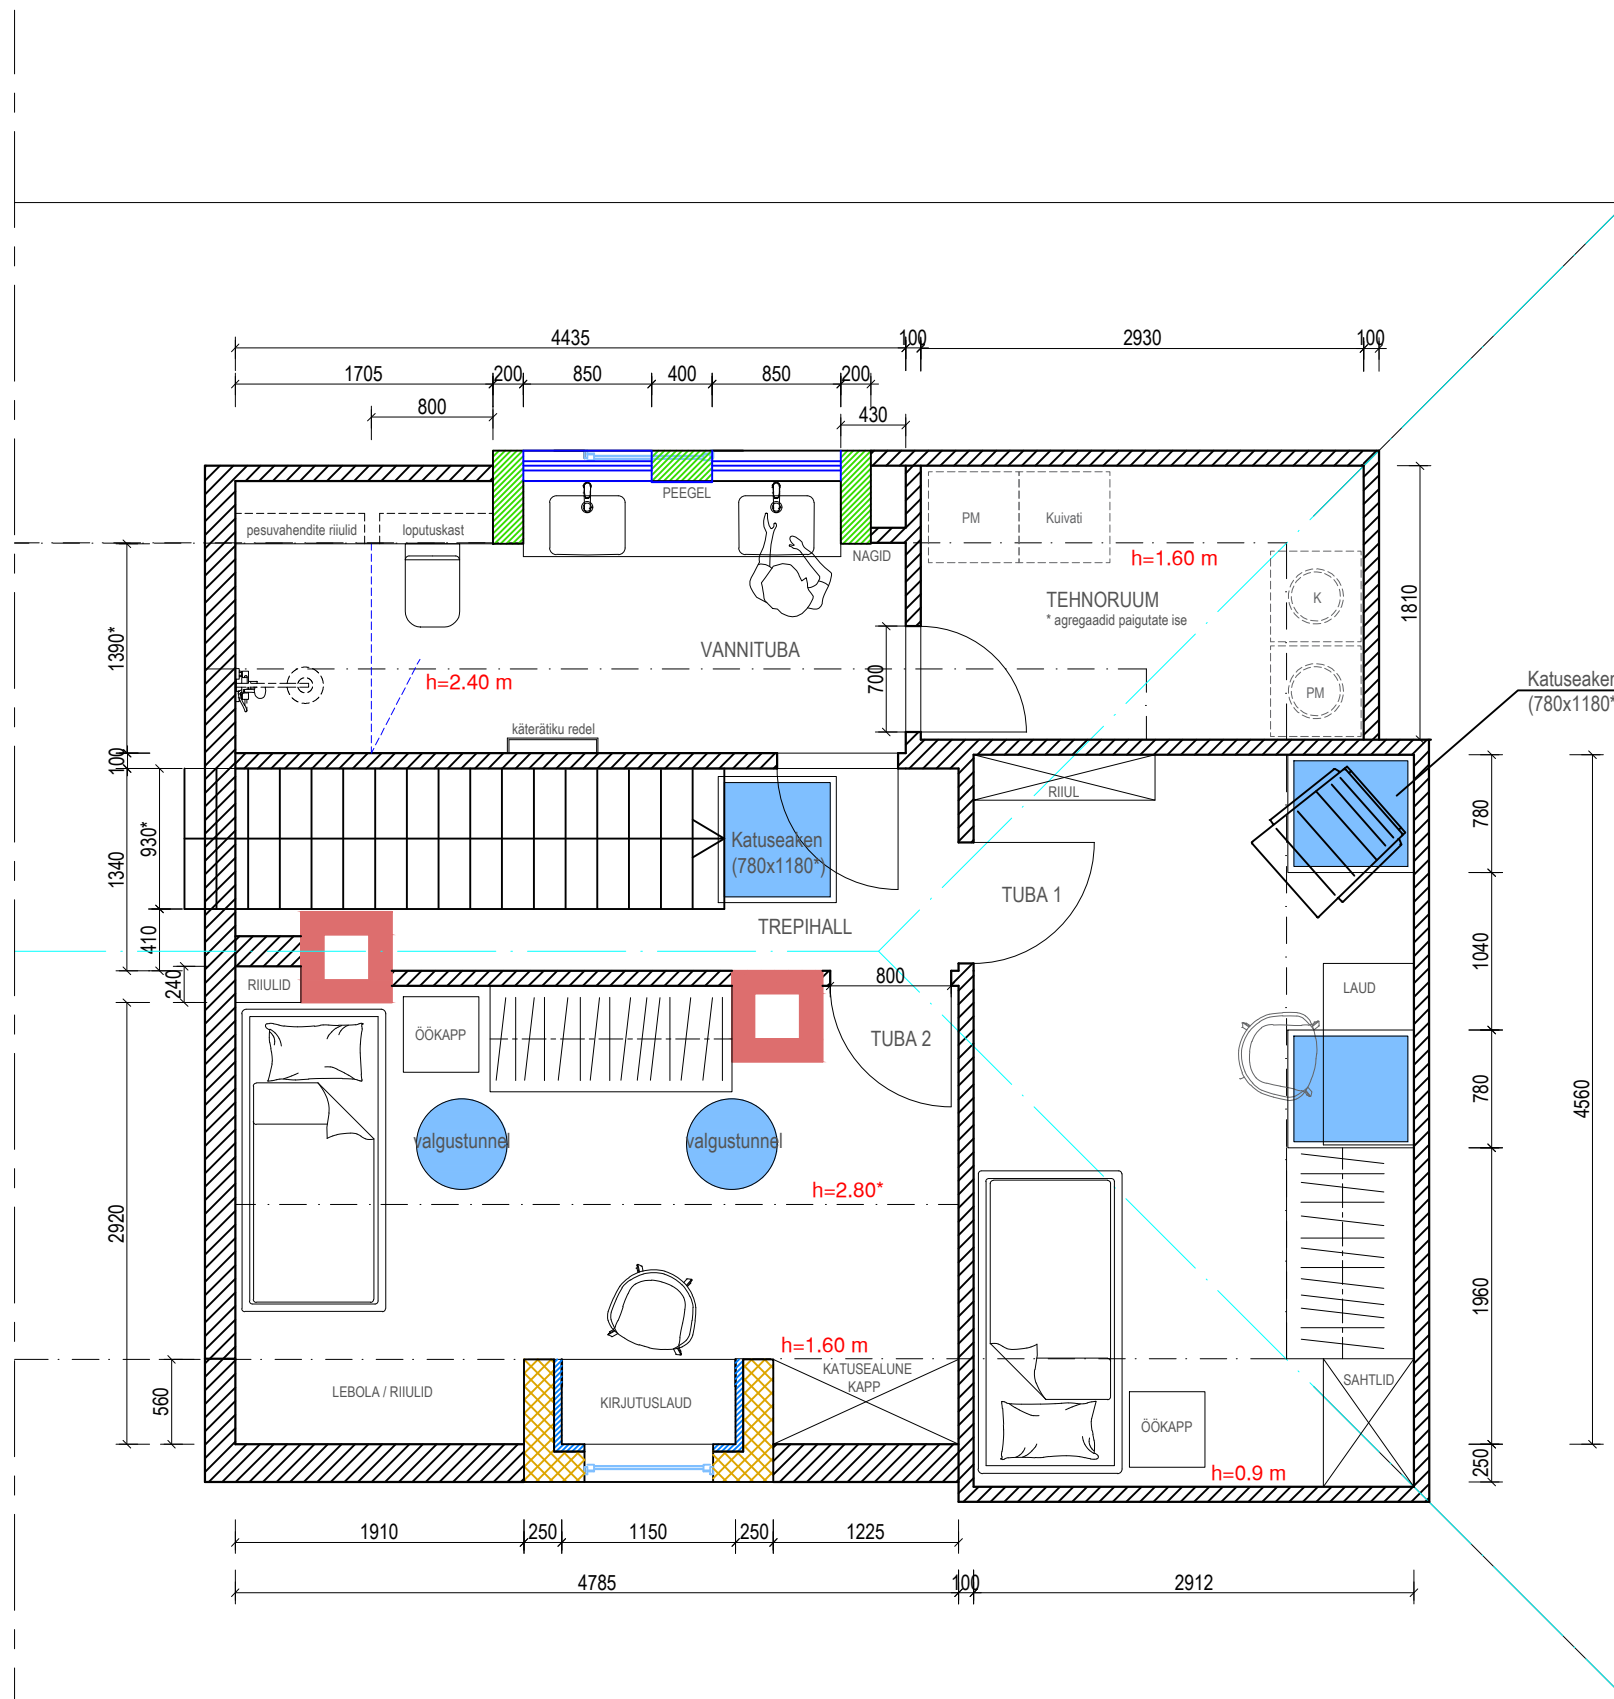 4435
100
2930
100
1705
200
850
400
850
200
800
430
PEEGEL
pesuvahendite riiulid
loputuskast
NAGID
PM
Kuivati
h=1.60 m
TEHNORUUM
* agregaadid paigutate ise
K
PM
1810
1390*
VANNITUBA
700
h=2.40 m
käterätiku redel
Katuseaken
(780x1180*
100
RIIUL
780
930*
1340
Katuseaken
(780x1180*)
TUBA 1
TREPIHALL
410
240
RIIULID
800
1040
LAUD
ÖÖKAPP
TUBA 2
780
4560
valgustunnel
valgustunnel
h=2.80*
2920
1960
h=1.60 m
560
LEBOLA / RIIULID
KIRJUTUSLAUD
KATUSEALUNE
KAPP
SAHTLID
ÖÖKAPP
h=0.9 m
250
1910
250
1150
250
1225
4785
100
2912